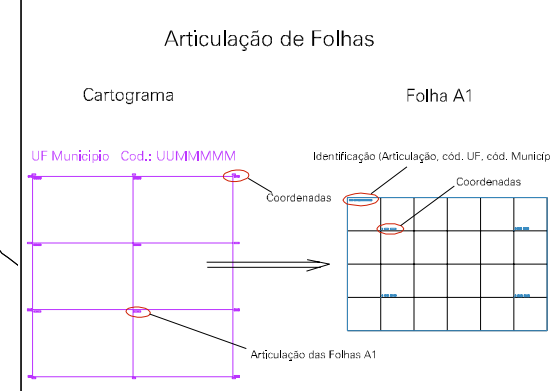 Articulação de Folhas
Cartograma
Folha A1
UF Municipio Cod.: UUMMMMM
Identificação (Articulação, cód. UF, cód. Municíp
Coordenadas
Coordenadas
Articulação das Folhas A1